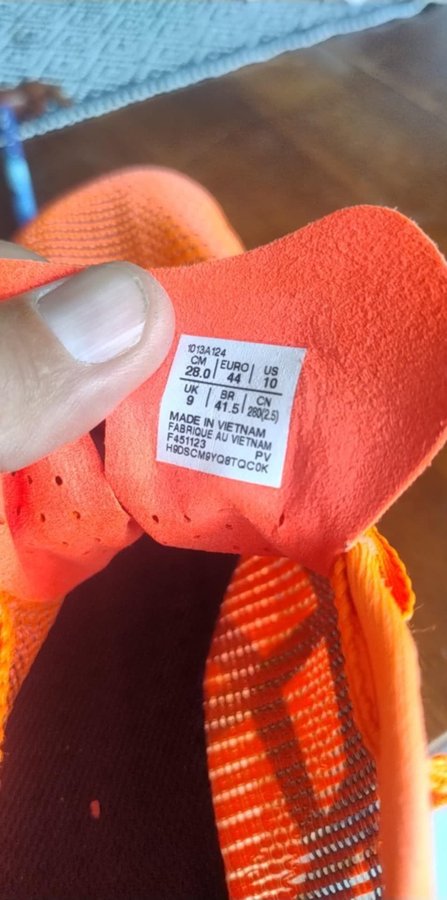 1013A124
CM EURO US
28.0 44 10
UK BR CN
9 41.5 280(2.5)
MADE IN VIETNAM
FABRIQUE AU VIETNAM
F451123 PV
H9DSCM9YQ8TQC0K